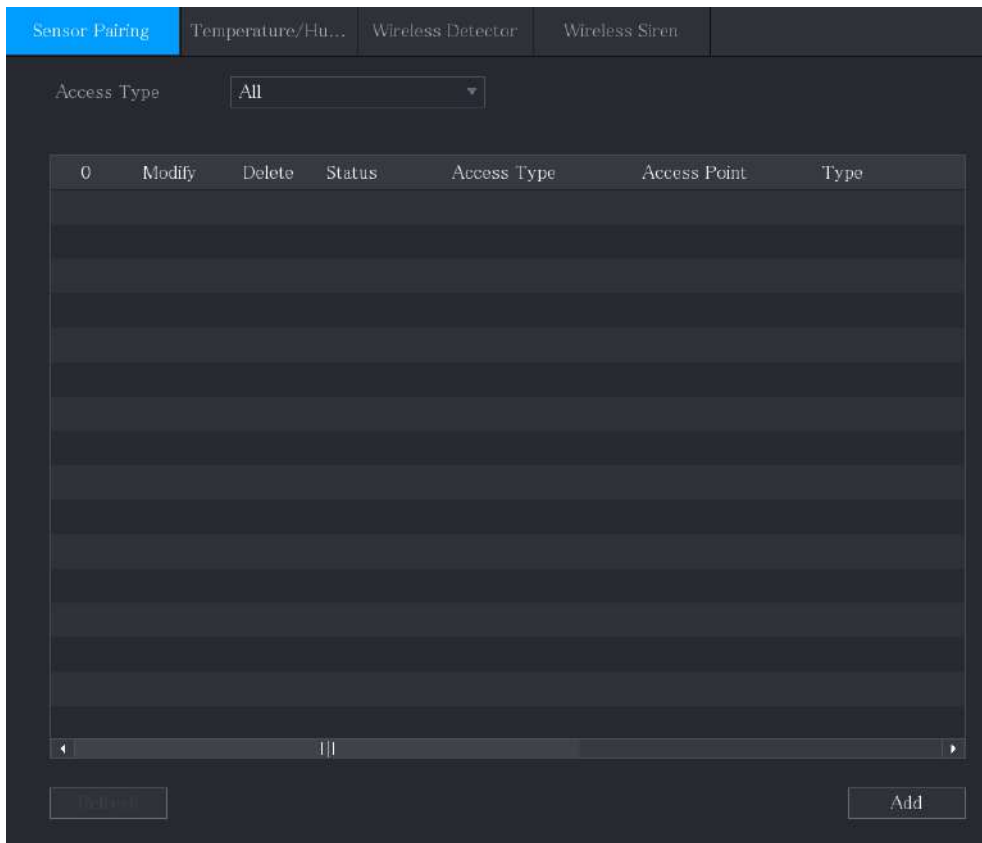 Sensor Pairing Temperature/Hu... Wireless Detector Wireless Siren
Access Type All
0 Modify Delete Status Access Type Access Point Type
Refresh Add